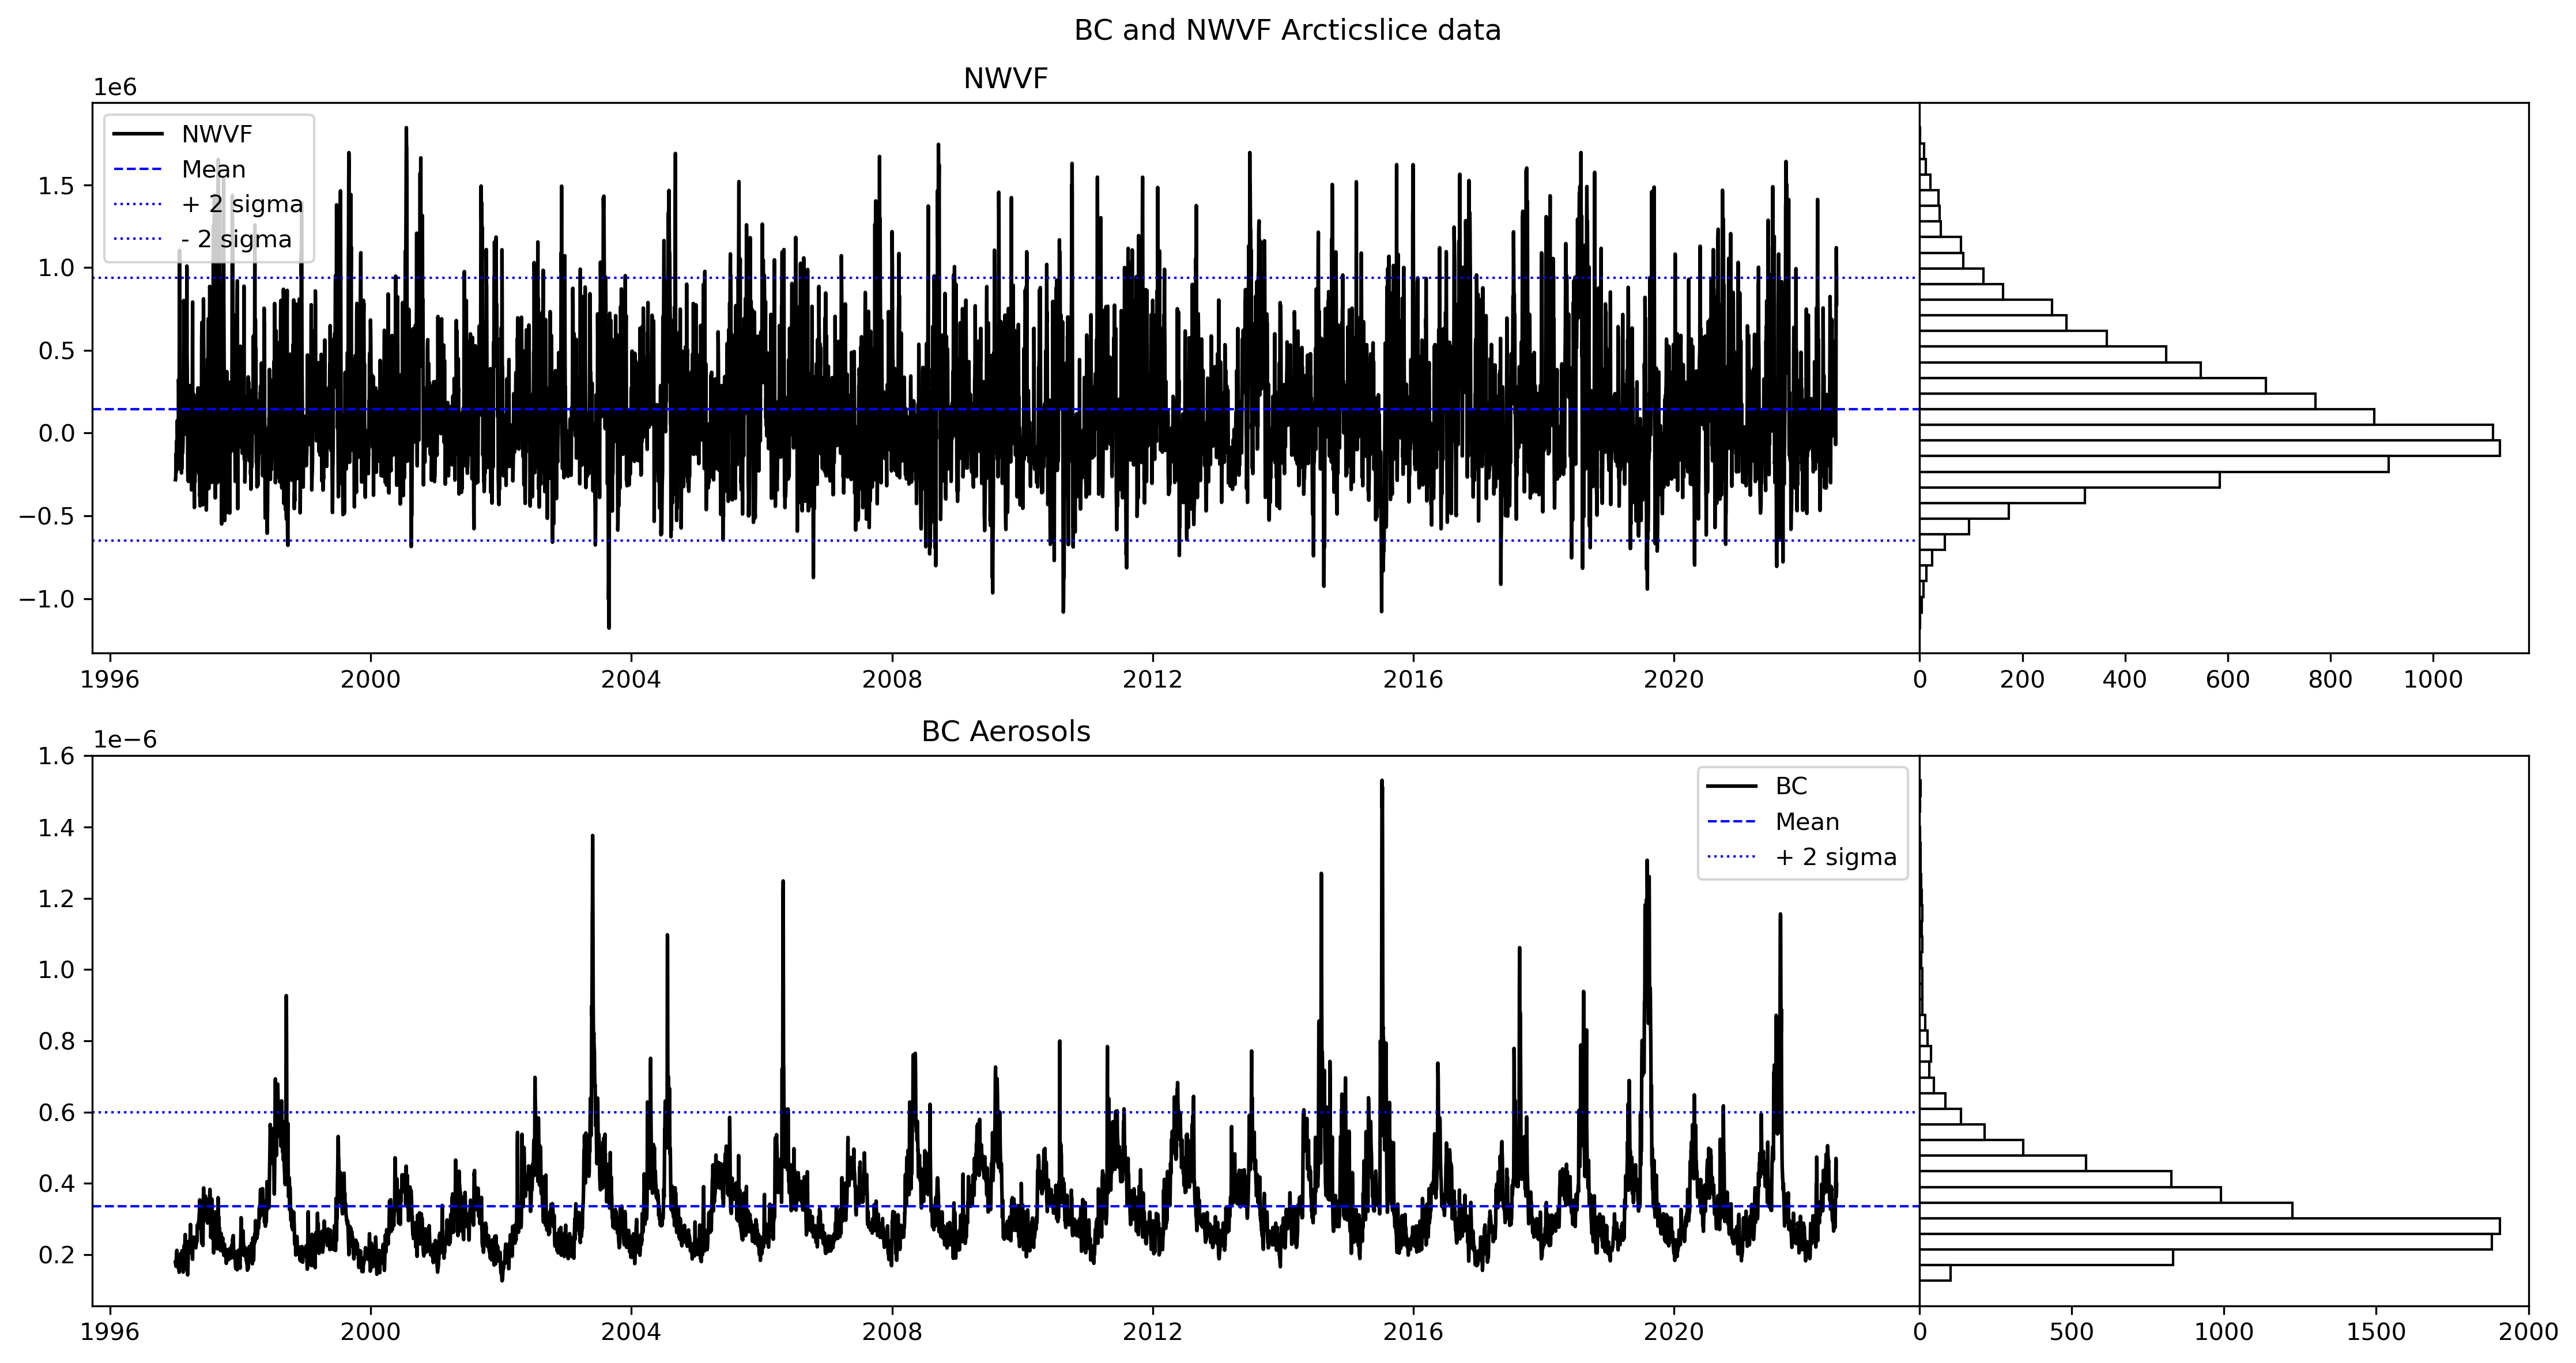 BC and NWVF Arcticslice data
NWVF
1e6
NWVF
Mean
+ 2 sigma
- 2 sigma
1.5
1.0
0.5
0.0
−0.5
−1.0
1996 2000 2004 2008 2012 2016 2020 0 200 400 600 800 1000
BC Aerosols
1e−6
BC
Mean
+ 2 sigma
1.6
1.4
1.2
1.0
0.8
0.6
0.4
0.2
1996 2000 2004 2008 2012 2016 2020 0 500 1000 1500 2000